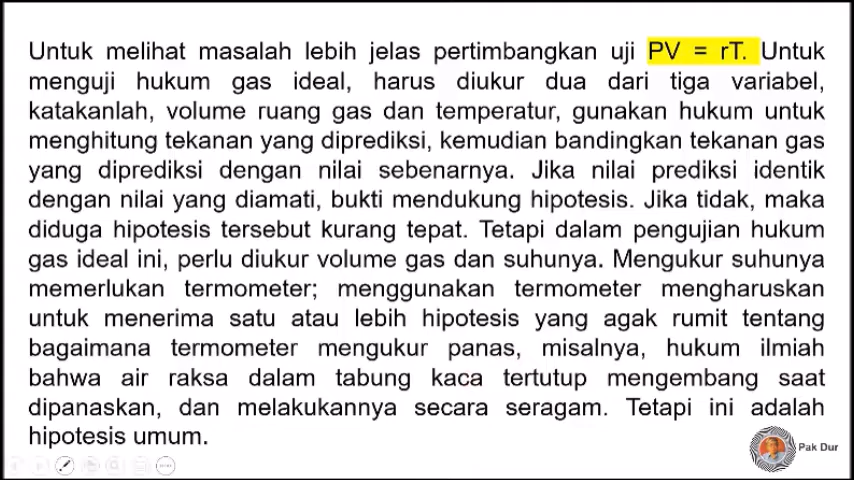 Untuk melihat masalah lebih jelas pertimbangkan uji PV = rT. Untuk
menguji hukum gas ideal, harus diukur dua dari tiga variabel,
katakanlah, volume ruang gas dan temperatur, gunakan hukum untuk
menghitung tekanan yang diprediksi, kemudian bandingkan tekanan gas
yang diprediksi dengan nilai sebenarnya. Jika nilai prediksi identik
dengan nilai yang diamati, bukti mendukung hipotesis. Jika tidak, maka
diduga hipotesis tersebut kurang tepat. Tetapi dalam pengujian hukum
gas ideal ini, perlu diukur volume gas dan suhunya. Mengukur suhunya
memerlukan termometer; menggunakan termometer mengharuskan
untuk menerima satu atau lebih hipotesis yang agak rumit tentang
bagaimana termometer mengukur panas, misalnya, hukum ilmiah
bahwa air raksa dalam tabung kaca tertutup mengembang saat
dipanaskan, dan melakukannya secara seragam. Tetapi ini adalah
hipotesis umum.
Pak Dur